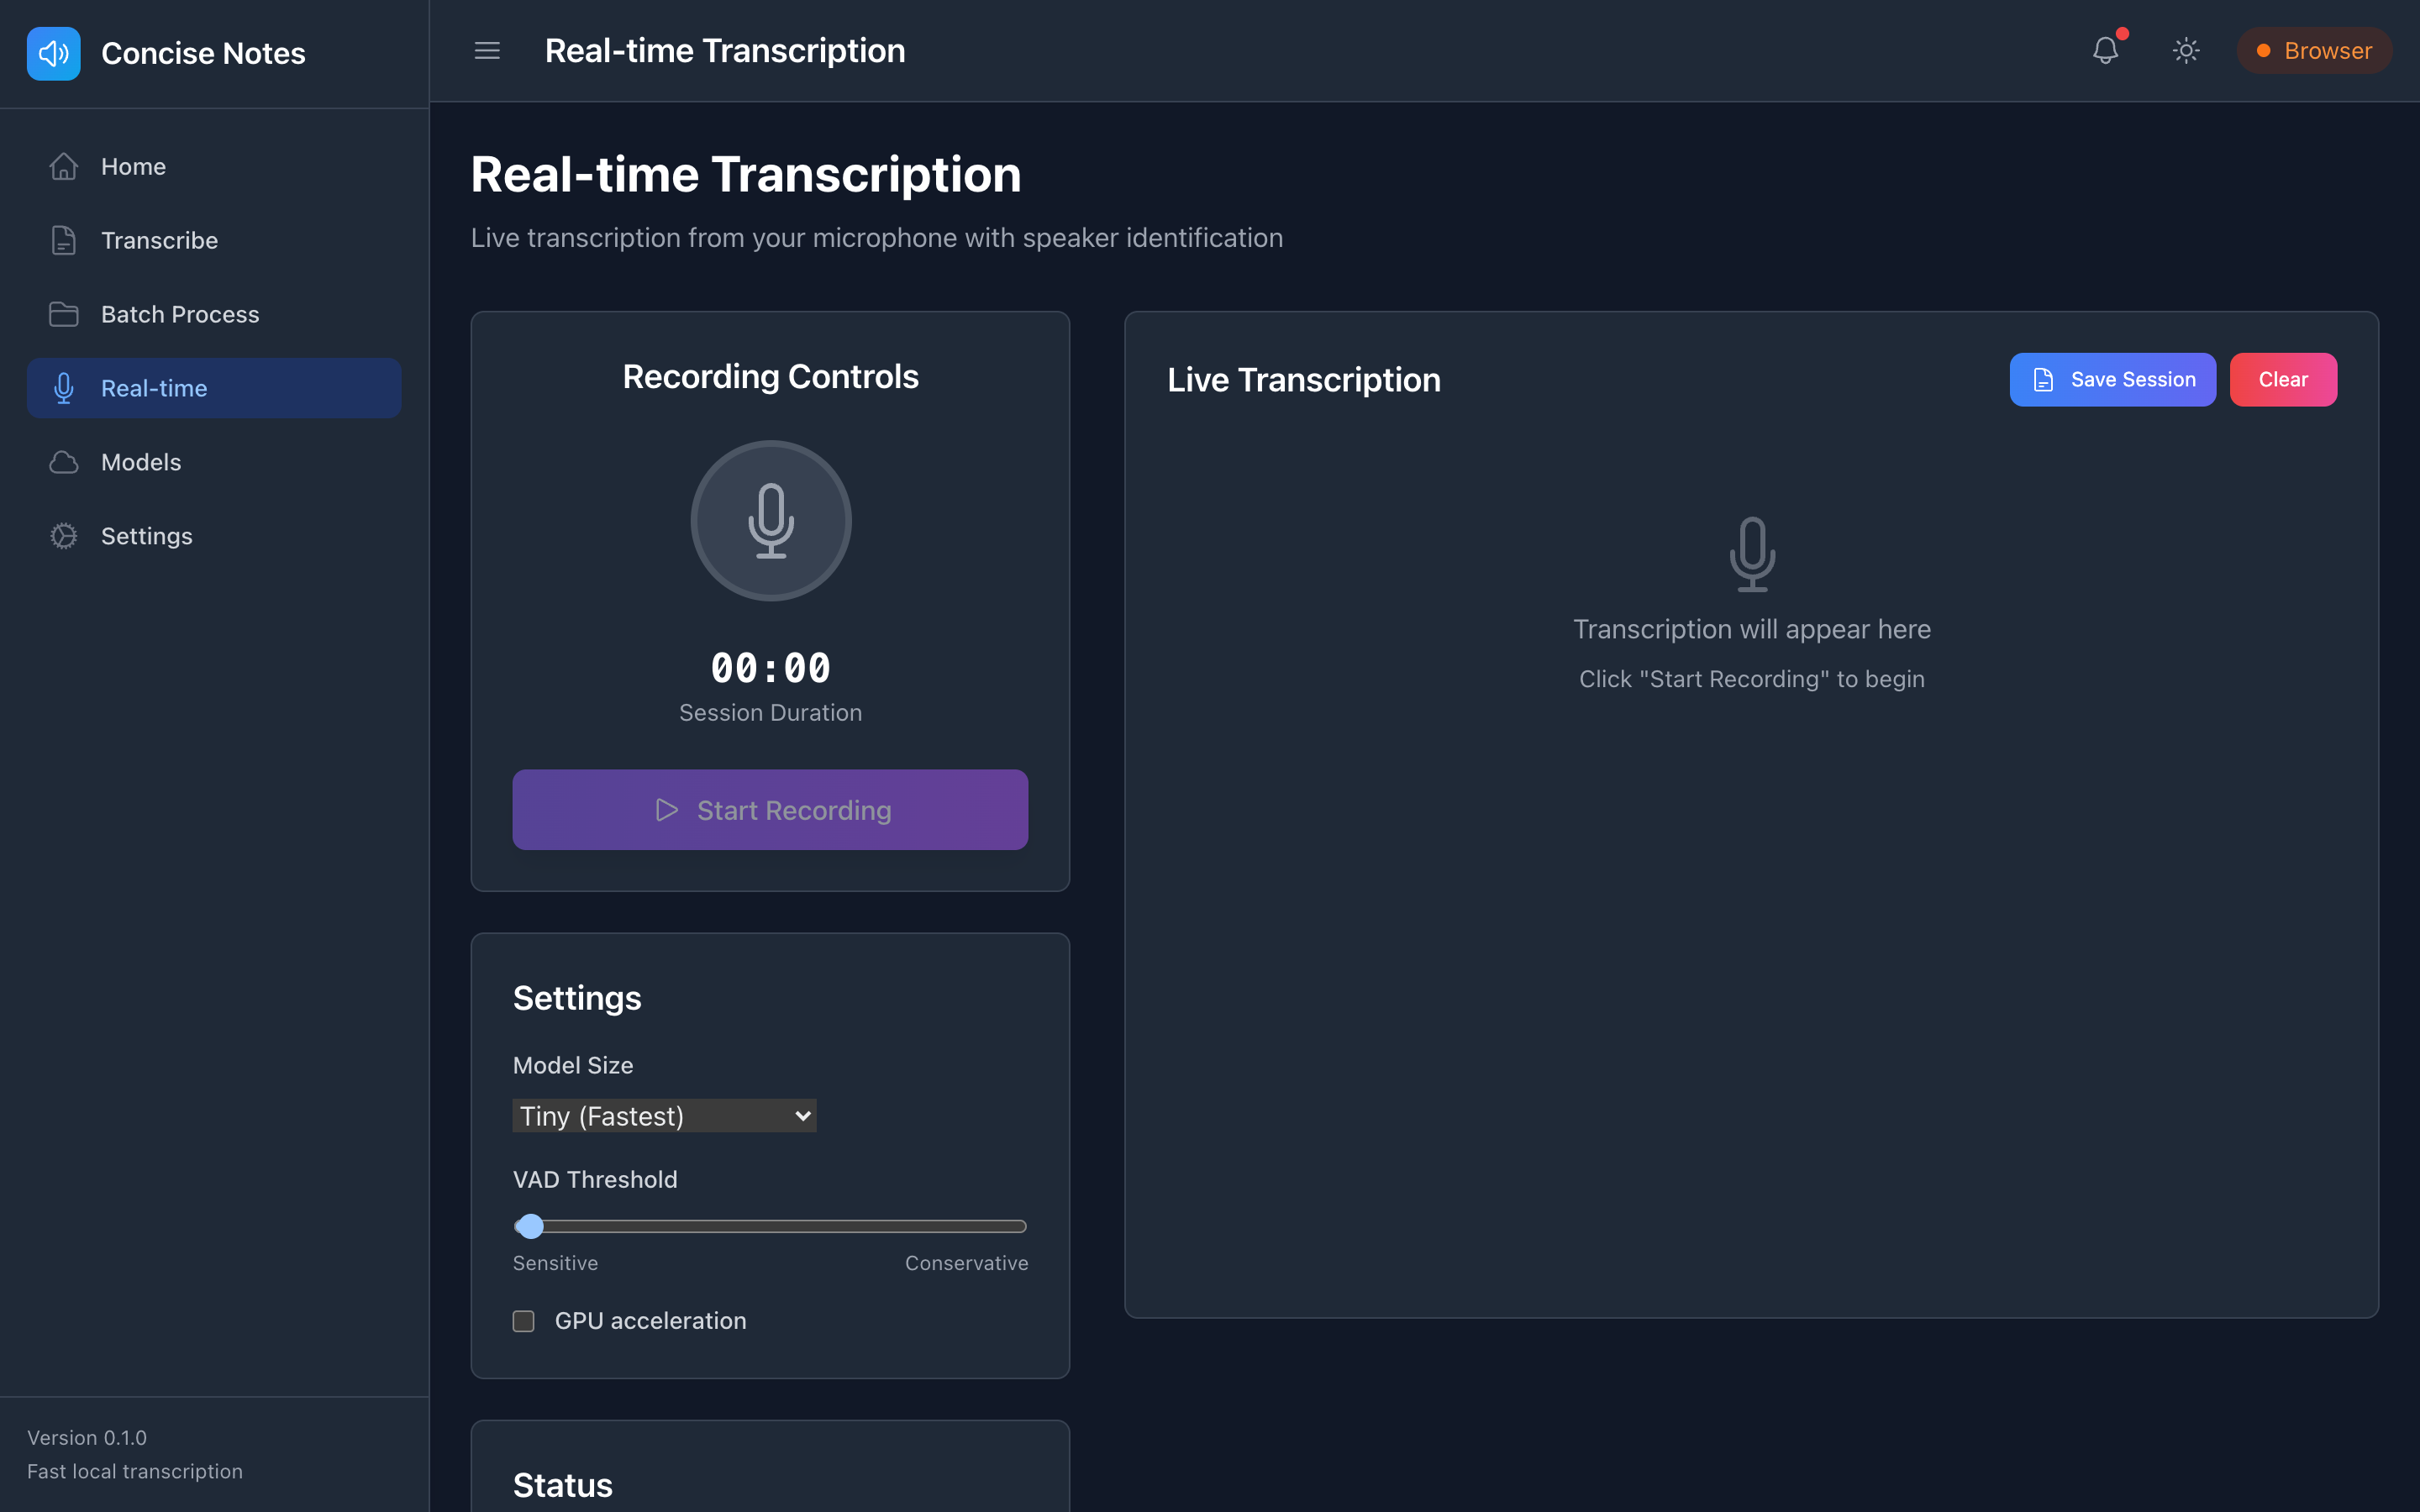 Concise Notes
Home
Transcribe
Batch Process
Real-time
Models
Settings
Version 0.1.0
Fast local transcription
Real-time Transcription
Browser
Real-time Transcription
Live transcription from your microphone with speaker identification
Recording Controls
00:00
Session Duration
Start Recording
Settings
Model Size
Tiny (Fastest)
VAD Threshold
Sensitive
Conservative
GPU acceleration
Status
Live Transcription
Save Session
Clear
Transcription will appear here
Click "Start Recording" to begin